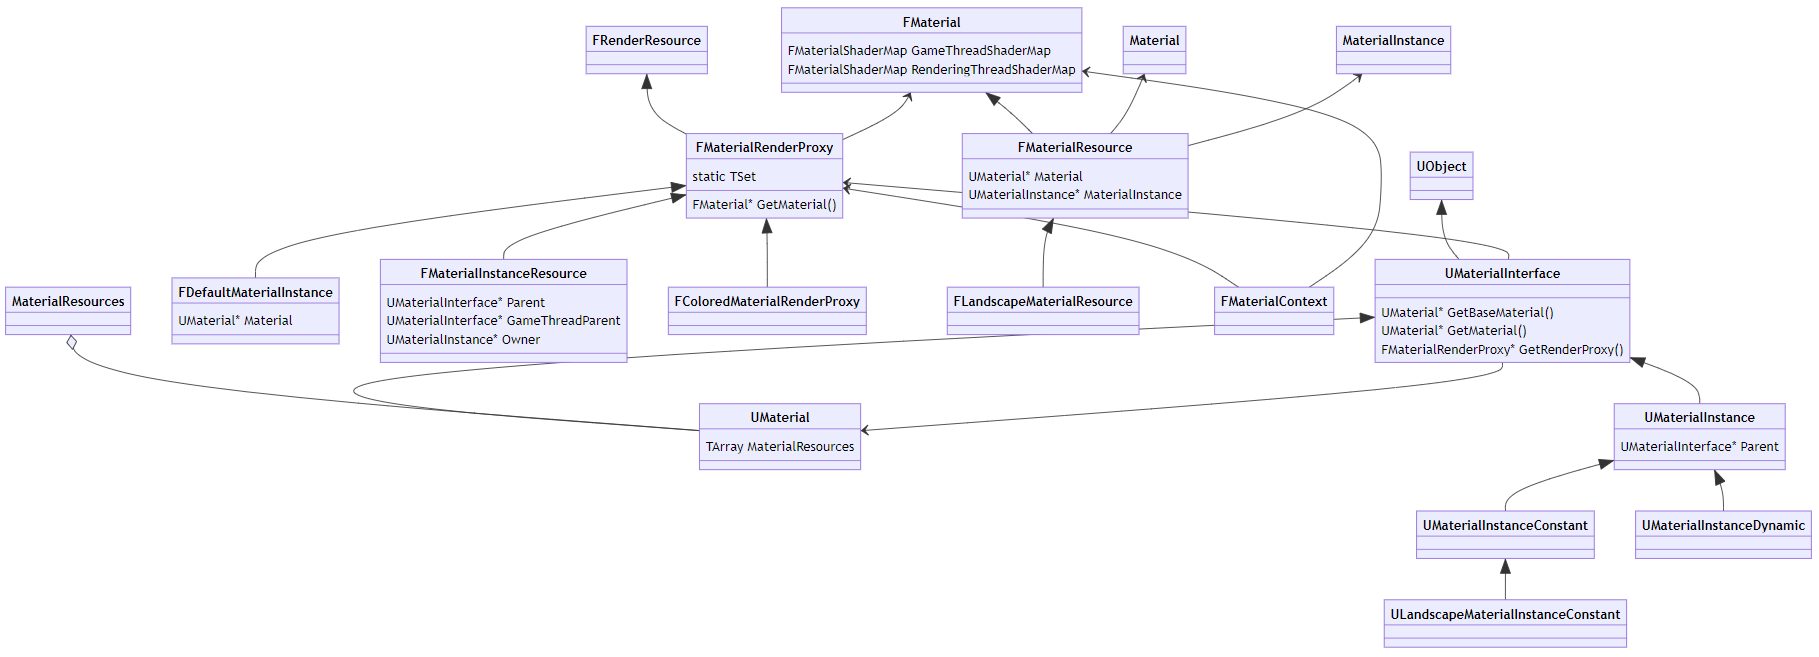 FRenderResource
FMaterial
FMaterialShaderMap GameThreadShaderMap
FMaterialShaderMap RenderingThreadShaderMap
Material
MaterialInstance
FMaterialRenderProxy
static TSet
FMaterial* GetMaterial()
FMaterialResource
UMaterial* Material
UMaterialInstance* MaterialInstance
UObject
MaterialResources
FDefaultMaterialInstance
UMaterial* Material
FMaterialInstanceResource
UMaterialInterface* Parent
UMaterialInterface* GameThreadParent
UMaterialInstance* Owner
FColoredMaterialRenderProxy
FLandscapeMaterialResource
FMaterialContext
UMaterialInterface
UMaterial* GetBaseMaterial()
UMaterial* GetMaterial()
FMaterialRenderProxy* GetRenderProxy()
UMaterial
TArray MaterialResources
UMaterialInstance
UMaterialInterface* Parent
UMaterialInstanceConstant
UMaterialInstanceDynamic
ULandscapeMaterialInstanceConstant